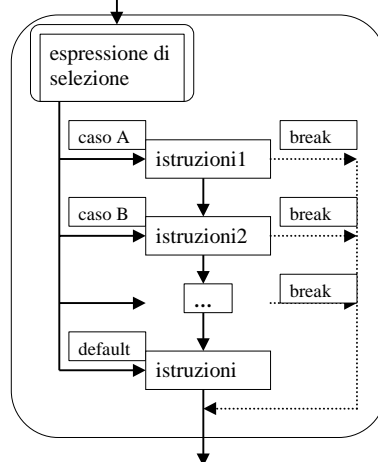 espressione di
selezione
caso A
break
istruzioni1
caso B
break
istruzioni2
break
...
default
istruzioni